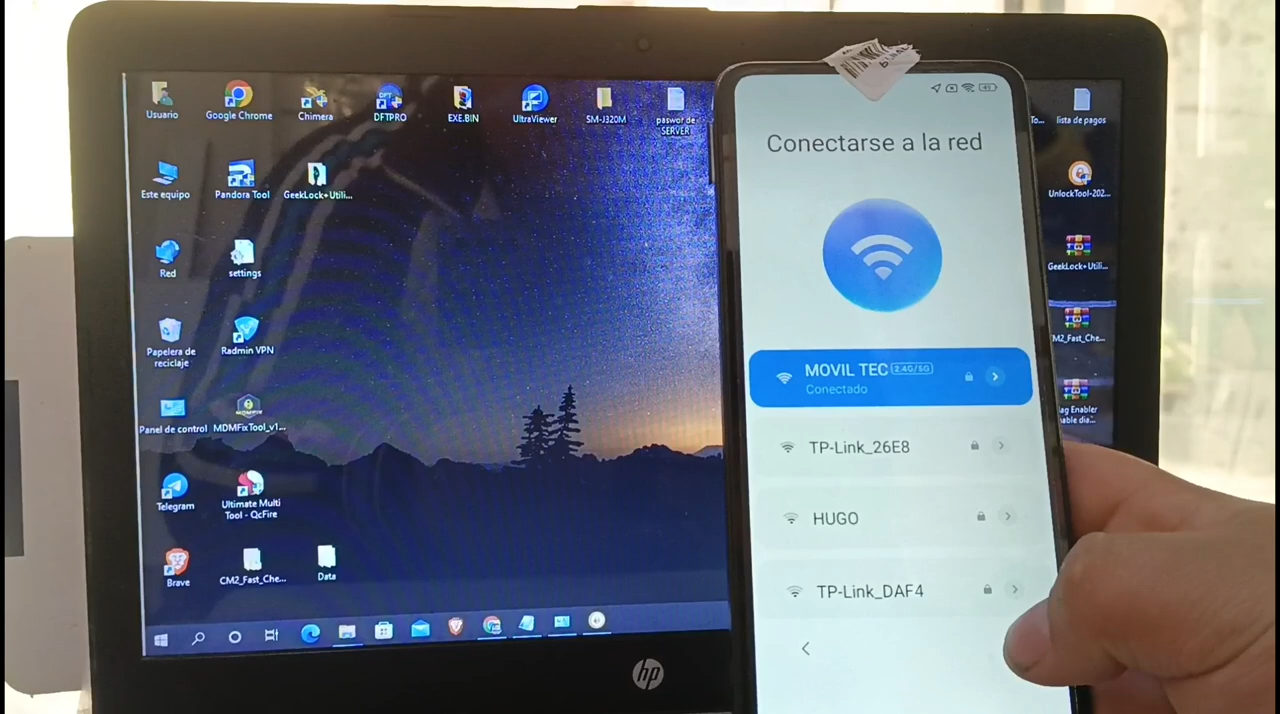 Usuario
Google Chrome
Chimera
DFTPRO
EXE.BIN
UltraViewer
SM-J320M
paswor de
SERVER
To...
lista de pagos
Este equipo
Pandora Tool
GeekLock+Utili...
UnlockTool-202...
Red
settings
GeekLock+Utili...
Papelera de
reciclaje
Radmin VPN
CM2_Fast_Che...
Panel de control
MDMFixTool_v1...
Telegram
Ultimate Multi
Tool - QcFire
Brave
CM2_Fast_Che...
Data
hp
Conectarse a la red
MOVIL TEC 2.4G/5G
Conectado
TP-Link_26E8
HUGO
TP-Link_DAF4